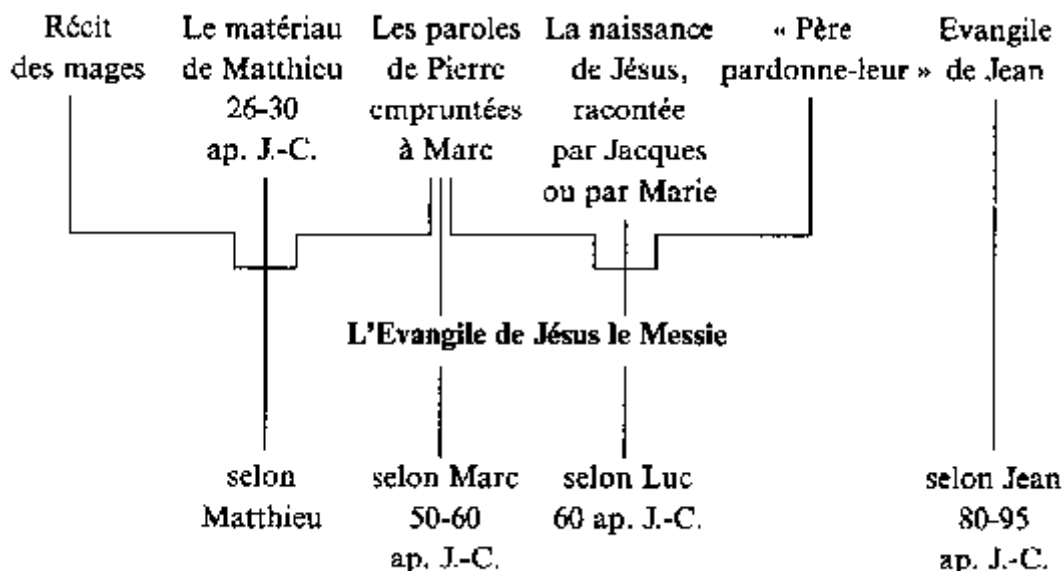 Récit
des mages
Le matériau
de Matthieu
26-30
ap. J.-C.
Les paroles
de Pierre
empruntées
à Marc
La naissance
de Jésus,
racontée
par Jacques
ou par Marie
« Père
pardonne-leur »
Evangile
de Jean
L'Evangile de Jésus le Messie
selon
Matthieu
selon Marc
50-60
ap. J.-C.
selon Luc
60 ap. J.-C.
selon Jean
80-95
ap. J.-C.